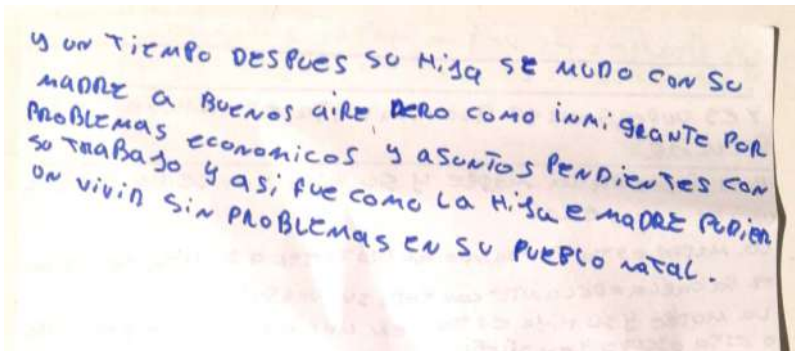 y un tiempo despues su Hija se mudo con su
madre a Buenos aire pero como inmigrante por
problemas economicos y asuntos pendientes con
su trabajo y asi fue como la Hija e madre pudier
on vivir sin problemas en su pueblo natal.